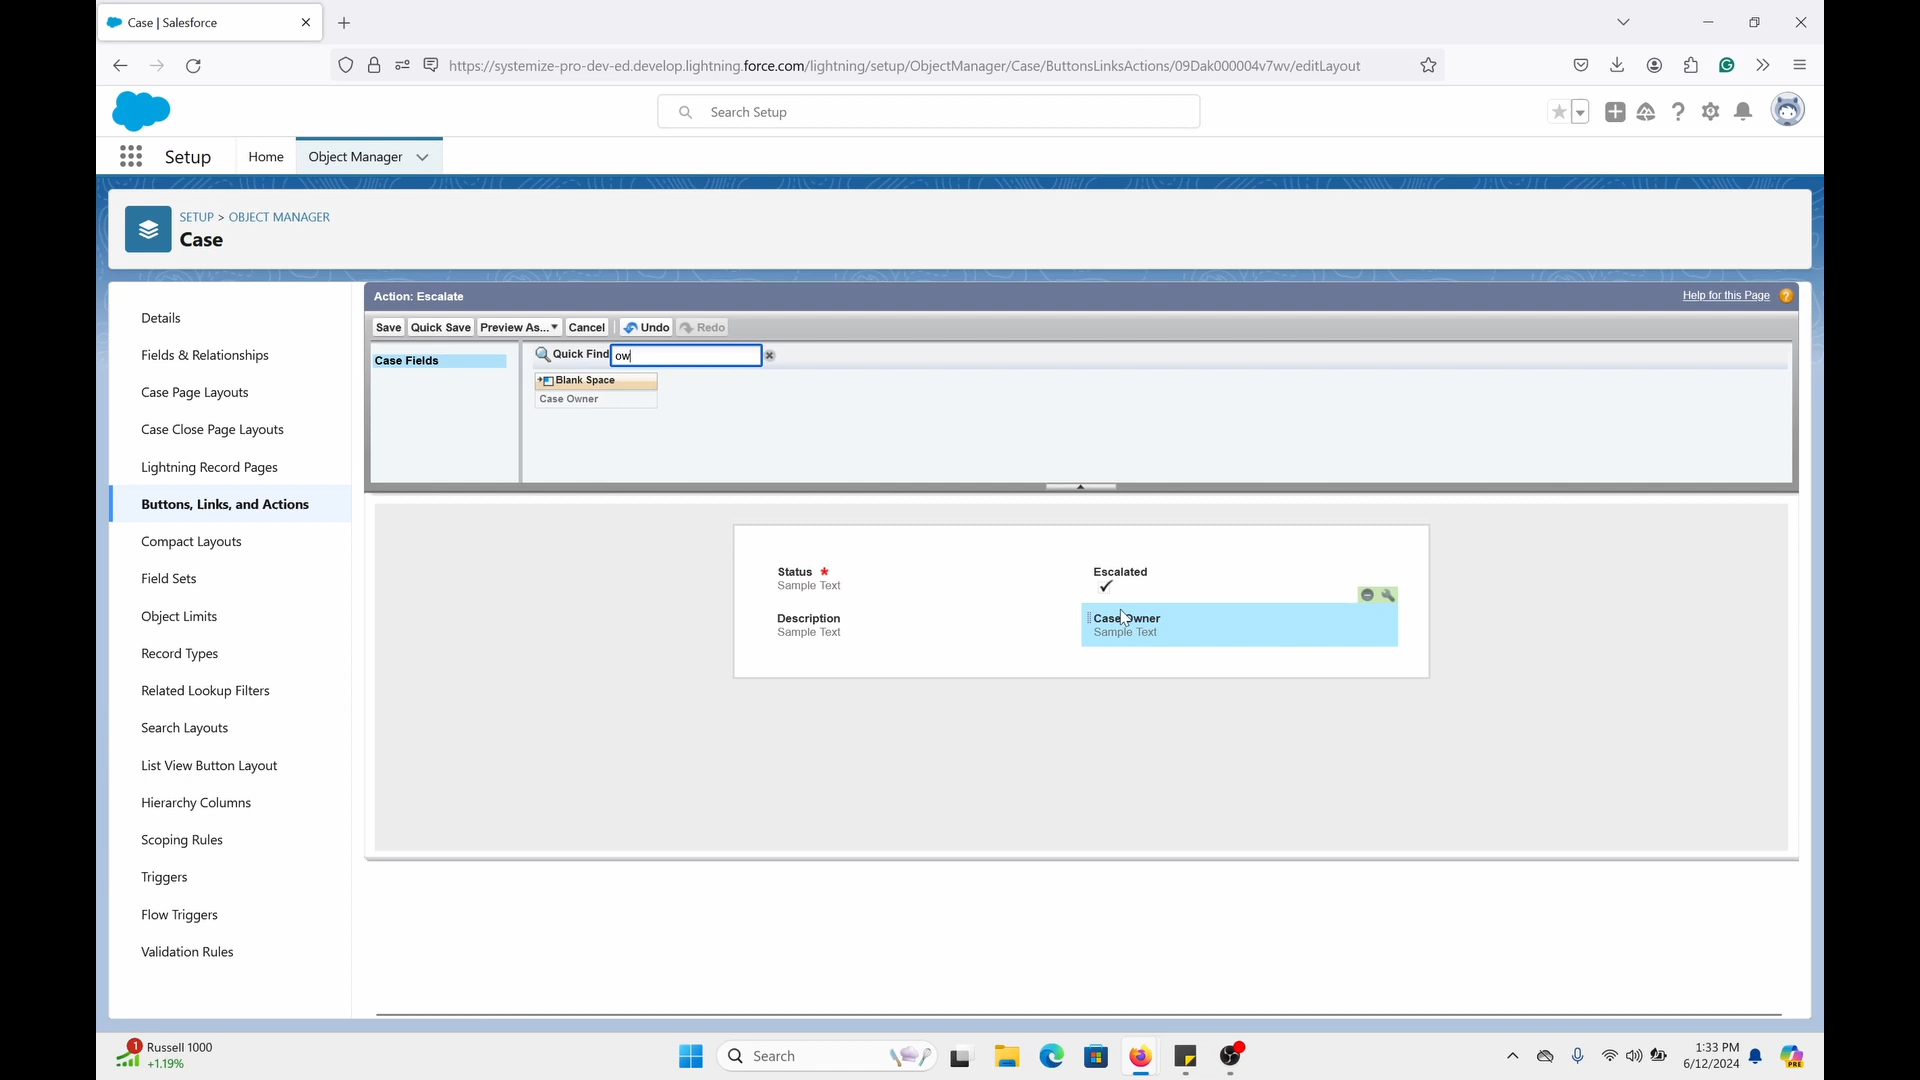 Case | Salesforce
https://systemize-pro-dev-ed.develop.lightning.force.com/lightning/setup/ObjectManager/Case/ButtonsLinksActions/09Dak000004v7wv/editLayout
Search Setup
Setup
Home
Object Manager
SETUP > OBJECT MANAGER
Case
Details
Fields & Relationships
Case Page Layouts
Case Close Page Layouts
Lightning Record Pages
Buttons, Links, and Actions
Compact Layouts
Field Sets
Object Limits
Record Types
Related Lookup Filters
Search Layouts
List View Button Layout
Hierarchy Columns
Scoping Rules
Triggers
Flow Triggers
Validation Rules
Action: Escalate
Help for this Page
Save Quick Save Preview As... Cancel Undo Redo
Case Fields
Quick Find ow
Blank Space
Case Owner
Status *
Sample Text
Escalated
Description
Sample Text
Case Owner
Sample Text
1
Russell 1000
+1.19%
Search
1:33 PM
6/12/2024
PRE